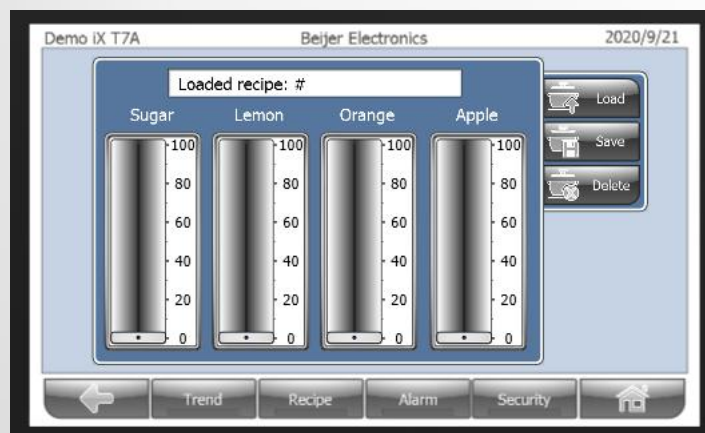 Demo iX T7A Beijer Electronics 2020/9/21
Loaded recipe: #
Sugar Lemon Orange Apple
100 100 100 100
80 80 80 80
60 60 60 60
40 40 40 40
20 20 20 20
0 0 0 0
Load
Save
Delete
Trend Recipe Alarm Security